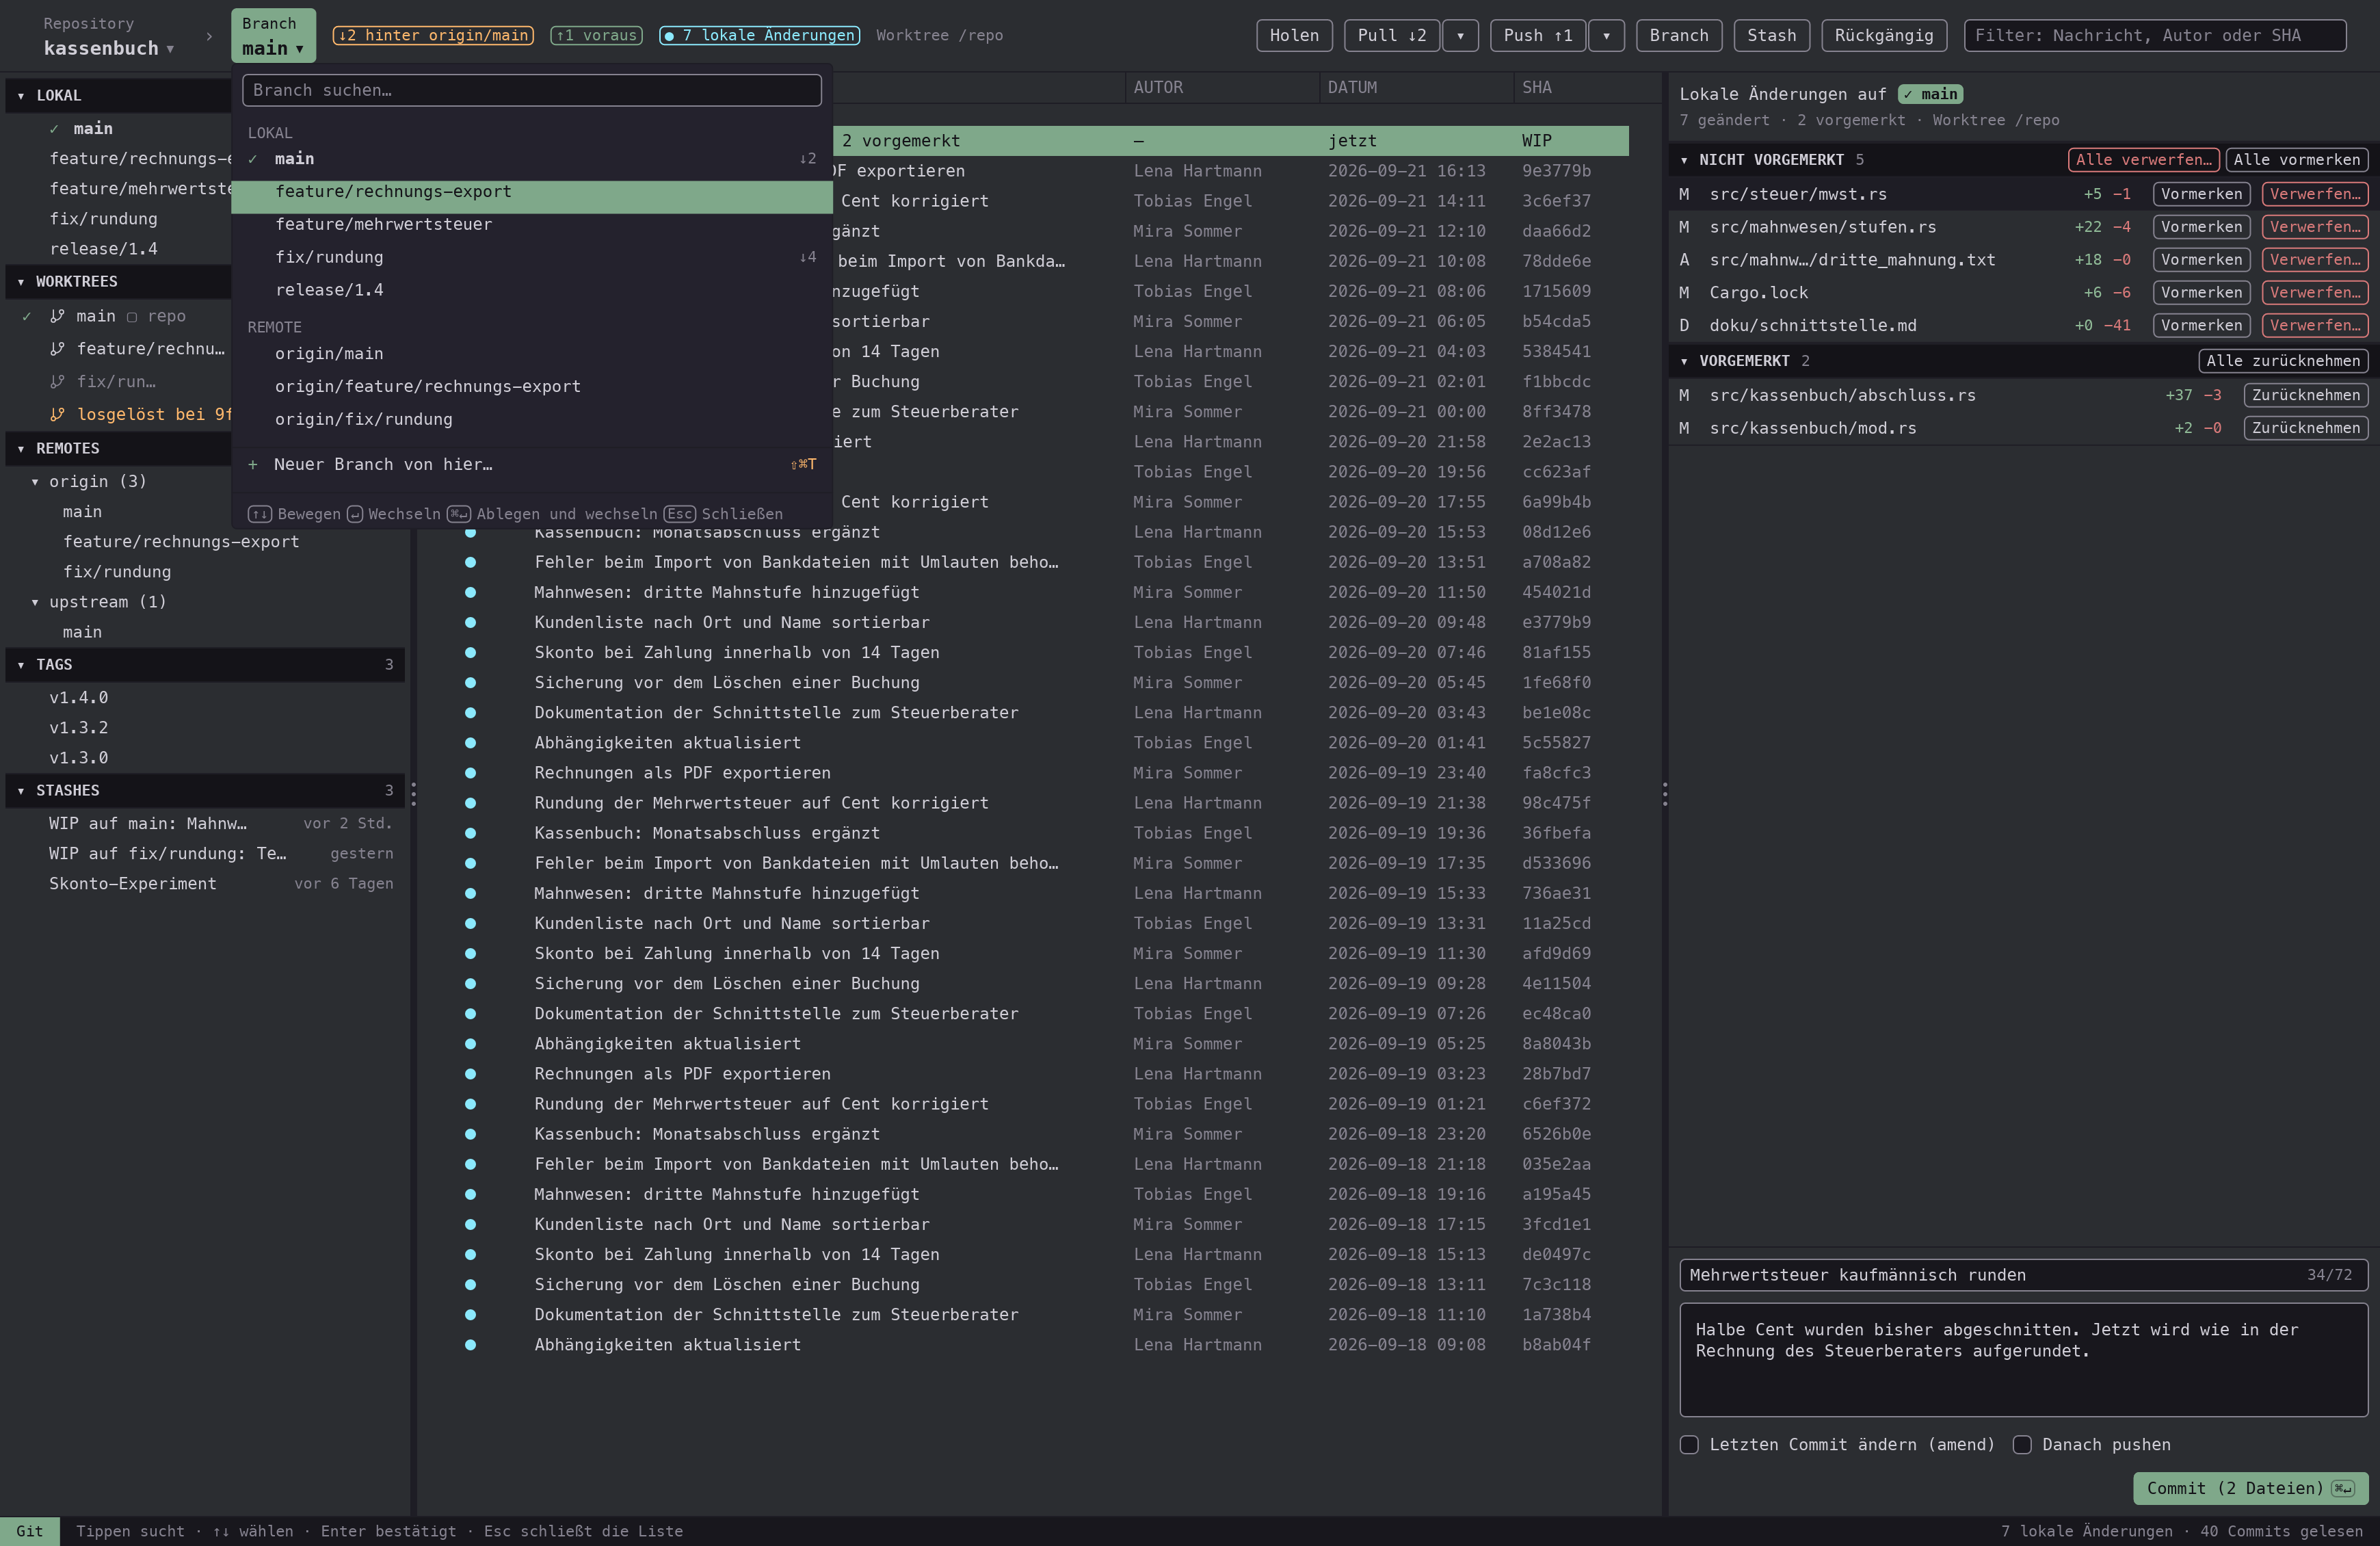 Repository
kassenbuch ▾
›
Branch
main ▾
↓2 hinter origin/main
↑1 voraus
● 7 lokale Änderungen
Worktree /repo
Holen
Pull ↓2 ▾
Push ↑1 ▾
Branch
Stash
Rückgängig
Filter: Nachricht, Autor oder SHA
▾ LOKAL
✓ main
feature/rechnungs-e
feature/mehrwertste
fix/rundung
release/1.4
▾ WORKTREES
✓ main ▢ repo
feature/rechnu…
fix/run…
losgelöst bei 9f
▾ REMOTES
▾ origin (3)
main
feature/rechnungs-export
fix/rundung
▾ upstream (1)
main
▾ TAGS 3
v1.4.0
v1.3.2
v1.3.0
▾ STASHES 3
WIP auf main: Mahnw… vor 2 Std.
WIP auf fix/rundung: Te… gestern
Skonto-Experiment vor 6 Tagen
Branch suchen…
LOKAL
✓ main ↓2
feature/rechnungs-export
feature/mehrwertsteuer
fix/rundung ↓4
release/1.4
REMOTE
origin/main
origin/feature/rechnungs-export
origin/fix/rundung
+ Neuer Branch von hier… ⇧⌘T
↑↓ Bewegen ↵ Wechseln ⌘↵ Ablegen und wechseln Esc Schließen
AUTOR DATUM SHA
2 vorgemerkt — jetzt WIP
DF exportieren Lena Hartmann 2026-09-21 16:13 9e3779b
Cent korrigiert Tobias Engel 2026-09-21 14:11 3c6ef37
gänzt Mira Sommer 2026-09-21 12:10 daa66d2
beim Import von Bankda… Lena Hartmann 2026-09-21 10:08 78dde6e
nzugefügt Tobias Engel 2026-09-21 08:06 1715609
sortierbar Mira Sommer 2026-09-21 06:05 b54cda5
on 14 Tagen Lena Hartmann 2026-09-21 04:03 5384541
r Buchung Tobias Engel 2026-09-21 02:01 f1bbcdc
e zum Steuerberater Mira Sommer 2026-09-21 00:00 8ff3478
iert Lena Hartmann 2026-09-20 21:58 2e2ac13
Tobias Engel 2026-09-20 19:56 cc623af
Cent korrigiert Mira Sommer 2026-09-20 17:55 6a99b4b
Kassenbuch: Monatsabschluss ergänzt Lena Hartmann 2026-09-20 15:53 08d12e6
Fehler beim Import von Bankdateien mit Umlauten beho… Tobias Engel 2026-09-20 13:51 a708a82
Mahnwesen: dritte Mahnstufe hinzugefügt Mira Sommer 2026-09-20 11:50 454021d
Kundenliste nach Ort und Name sortierbar Lena Hartmann 2026-09-20 09:48 e3779b9
Skonto bei Zahlung innerhalb von 14 Tagen Tobias Engel 2026-09-20 07:46 81af155
Sicherung vor dem Löschen einer Buchung Mira Sommer 2026-09-20 05:45 1fe68f0
Dokumentation der Schnittstelle zum Steuerberater Lena Hartmann 2026-09-20 03:43 be1e08c
Abhängigkeiten aktualisiert Tobias Engel 2026-09-20 01:41 5c55827
Rechnungen als PDF exportieren Mira Sommer 2026-09-19 23:40 fa8cfc3
Rundung der Mehrwertsteuer auf Cent korrigiert Lena Hartmann 2026-09-19 21:38 98c475f
Kassenbuch: Monatsabschluss ergänzt Tobias Engel 2026-09-19 19:36 36fbefa
Fehler beim Import von Bankdateien mit Umlauten beho… Mira Sommer 2026-09-19 17:35 d533696
Mahnwesen: dritte Mahnstufe hinzugefügt Lena Hartmann 2026-09-19 15:33 736ae31
Kundenliste nach Ort und Name sortierbar Tobias Engel 2026-09-19 13:31 11a25cd
Skonto bei Zahlung innerhalb von 14 Tagen Mira Sommer 2026-09-19 11:30 afd9d69
Sicherung vor dem Löschen einer Buchung Lena Hartmann 2026-09-19 09:28 4e11504
Dokumentation der Schnittstelle zum Steuerberater Tobias Engel 2026-09-19 07:26 ec48ca0
Abhängigkeiten aktualisiert Mira Sommer 2026-09-19 05:25 8a8043b
Rechnungen als PDF exportieren Lena Hartmann 2026-09-19 03:23 28b7bd7
Rundung der Mehrwertsteuer auf Cent korrigiert Tobias Engel 2026-09-19 01:21 c6ef372
Kassenbuch: Monatsabschluss ergänzt Mira Sommer 2026-09-18 23:20 6526b0e
Fehler beim Import von Bankdateien mit Umlauten beho… Lena Hartmann 2026-09-18 21:18 035e2aa
Mahnwesen: dritte Mahnstufe hinzugefügt Tobias Engel 2026-09-18 19:16 a195a45
Kundenliste nach Ort und Name sortierbar Mira Sommer 2026-09-18 17:15 3fcd1e1
Skonto bei Zahlung innerhalb von 14 Tagen Lena Hartmann 2026-09-18 15:13 de0497c
Sicherung vor dem Löschen einer Buchung Tobias Engel 2026-09-18 13:11 7c3c118
Dokumentation der Schnittstelle zum Steuerberater Mira Sommer 2026-09-18 11:10 1a738b4
Abhängigkeiten aktualisiert Lena Hartmann 2026-09-18 09:08 b8ab04f
Lokale Änderungen auf ✓ main
7 geändert · 2 vorgemerkt · Worktree /repo
▾ NICHT VORGEMERKT 5 Alle verwerfen… Alle vormerken
M src/steuer/mwst.rs +5 −1 Vormerken Verwerfen…
M src/mahnwesen/stufen.rs +22 −4 Vormerken Verwerfen…
A src/mahnw…/dritte_mahnung.txt +18 −0 Vormerken Verwerfen…
M Cargo.lock +6 −6 Vormerken Verwerfen…
D doku/schnittstelle.md +0 −41 Vormerken Verwerfen…
▾ VORGEMERKT 2 Alle zurücknehmen
M src/kassenbuch/abschluss.rs +37 −3 Zurücknehmen
M src/kassenbuch/mod.rs +2 −0 Zurücknehmen
Mehrwertsteuer kaufmännisch runden 34/72
Halbe Cent wurden bisher abgeschnitten. Jetzt wird wie in der
Rechnung des Steuerberaters aufgerundet.
Letzten Commit ändern (amend) Danach pushen
Commit (2 Dateien) ⌘↵
Git Tippen sucht · ↑↓ wählen · Enter bestätigt · Esc schließt die Liste
7 lokale Änderungen · 40 Commits gelesen